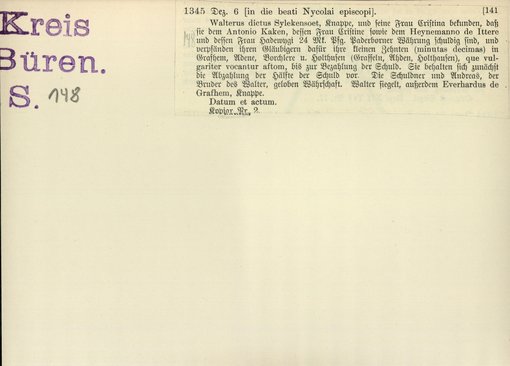 Kreis
Büren.
S. 148
1345 Dez. 6 [in die beati Nycolai episcopi]. [141
Walterus dictus Sylekensoet, Knappe, und seine Frau Cristina bekunden, daß
sie dem Antonio Kaken, dessen Frau Cristine sowie dem Heynemanno de Ittere
und dessen Frau Hadewygi 24 Mk. Pfg. Paderborner Währung schuldig sind, und
verpfänden ihren Gläubigern dafür ihre kleinen Zehnten (minutas decimas) in
Grafhem, Adene, Borchlere u. Holthusen (Graffeln, Ahden, Holthausen), que vul-
gariter vocantur astom, bis zur Bezahlung der Schuld. Sie behalten sich zunächst
die Abzahlung der Hälfte der Schuld vor. Die Schuldner und Andreas, der
Bruder des Walter, geloben Währschaft. Walter siegelt, außerdem Everhardus de
Grafhem, Knappe.
Datum et actum.
Kopiar Nr. 2.